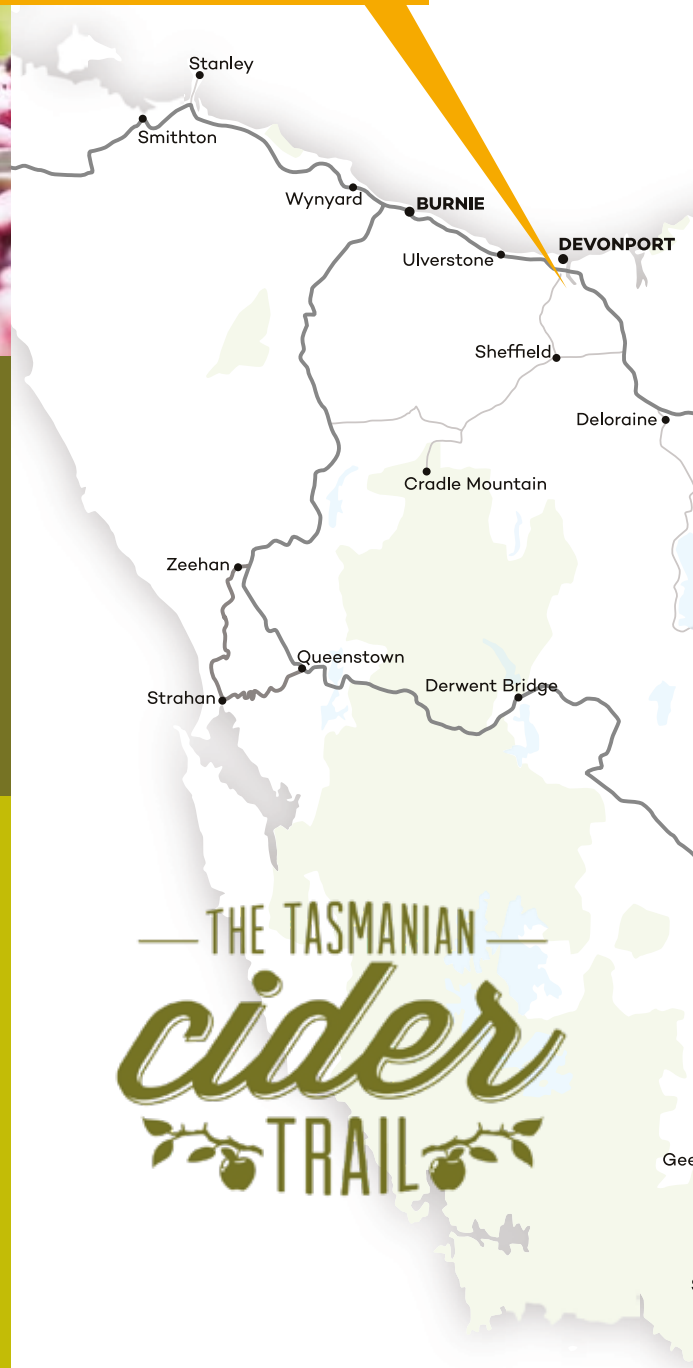 Stanley
Smithton
Wynyard
BURNIE
Ulverstone
DEVONPORT
Sheffield
Deloraine
Cradle Mountain
Zeehan
Queenstown
Derwent Bridge
Strahan
THE TASMANIAN
cider
TRAIL
Gee